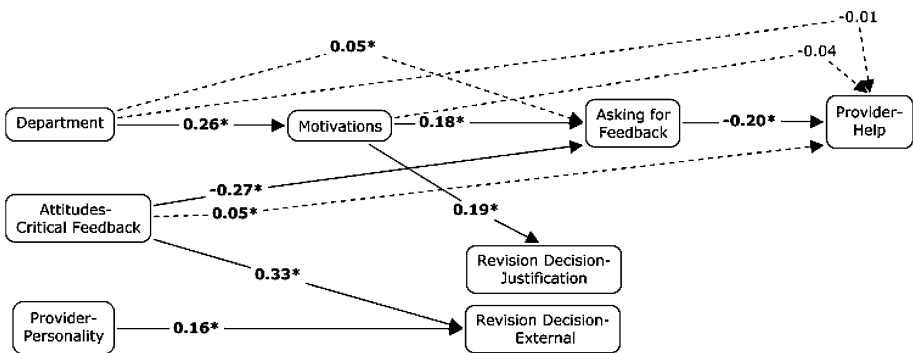 -0.01
0.05*
-0.04
Department
0.26*
Motivations
0.18*
Asking for
Feedback
-0.20*
Provider-
Help
-0.27*
Attitudes-
Critical Feedback
0.05*
0.19*
Revision Decision-
Justification
0.33*
Provider-
Personality
0.16*
Revision Decision-
External